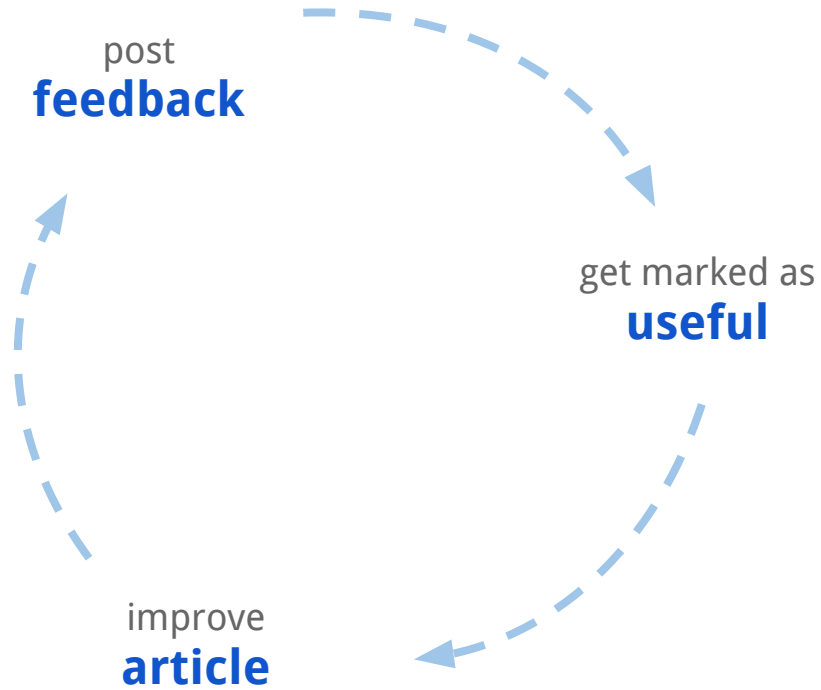 post
feedback
get marked as
useful
improve
article